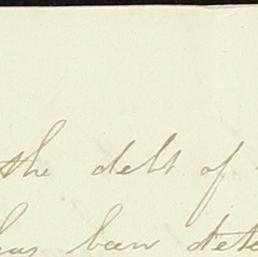 the debt of
has been dete